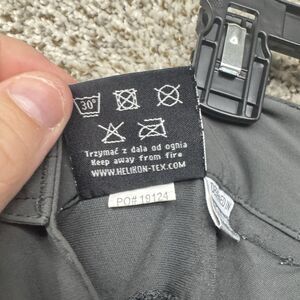 30°
Trzymać z dala od ognia
Keep away from fire
WWW.HELIKON-TEX.COM
PO# 19124